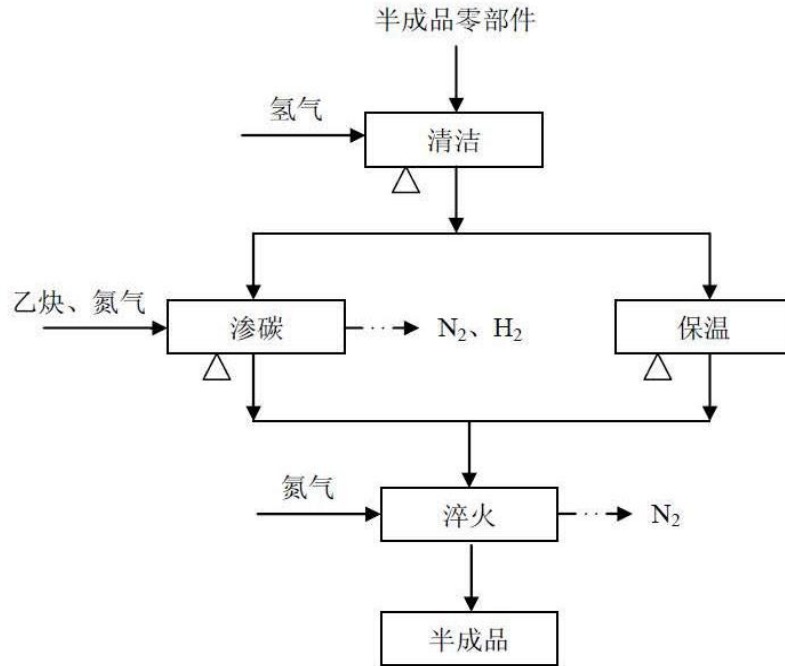 半成品零部件
氢气
清洁
乙炔、氮气
渗碳
N₂、H₂
保温
氮气
淬火
N₂
半成品